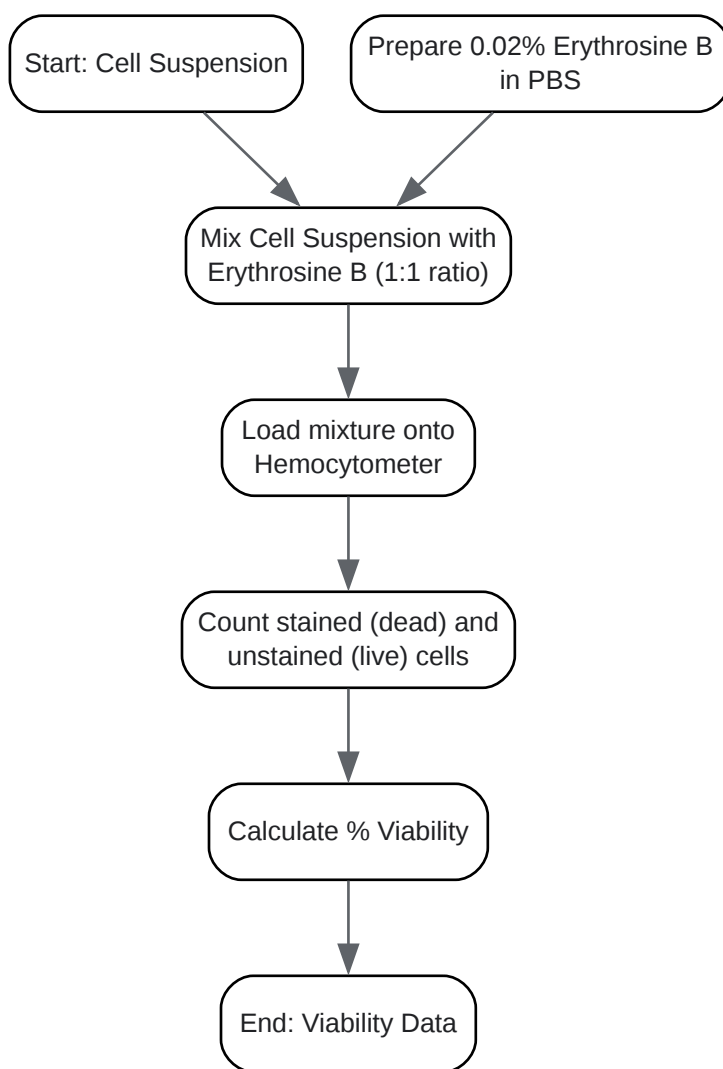 Start: Cell Suspension
Prepare 0.02% Erythrosine B
in PBS
Mix Cell Suspension with
Erythrosine B (1:1 ratio)
Load mixture onto
Hemocytometer
Count stained (dead) and
unstained (live) cells
Calculate % Viability
End: Viability Data